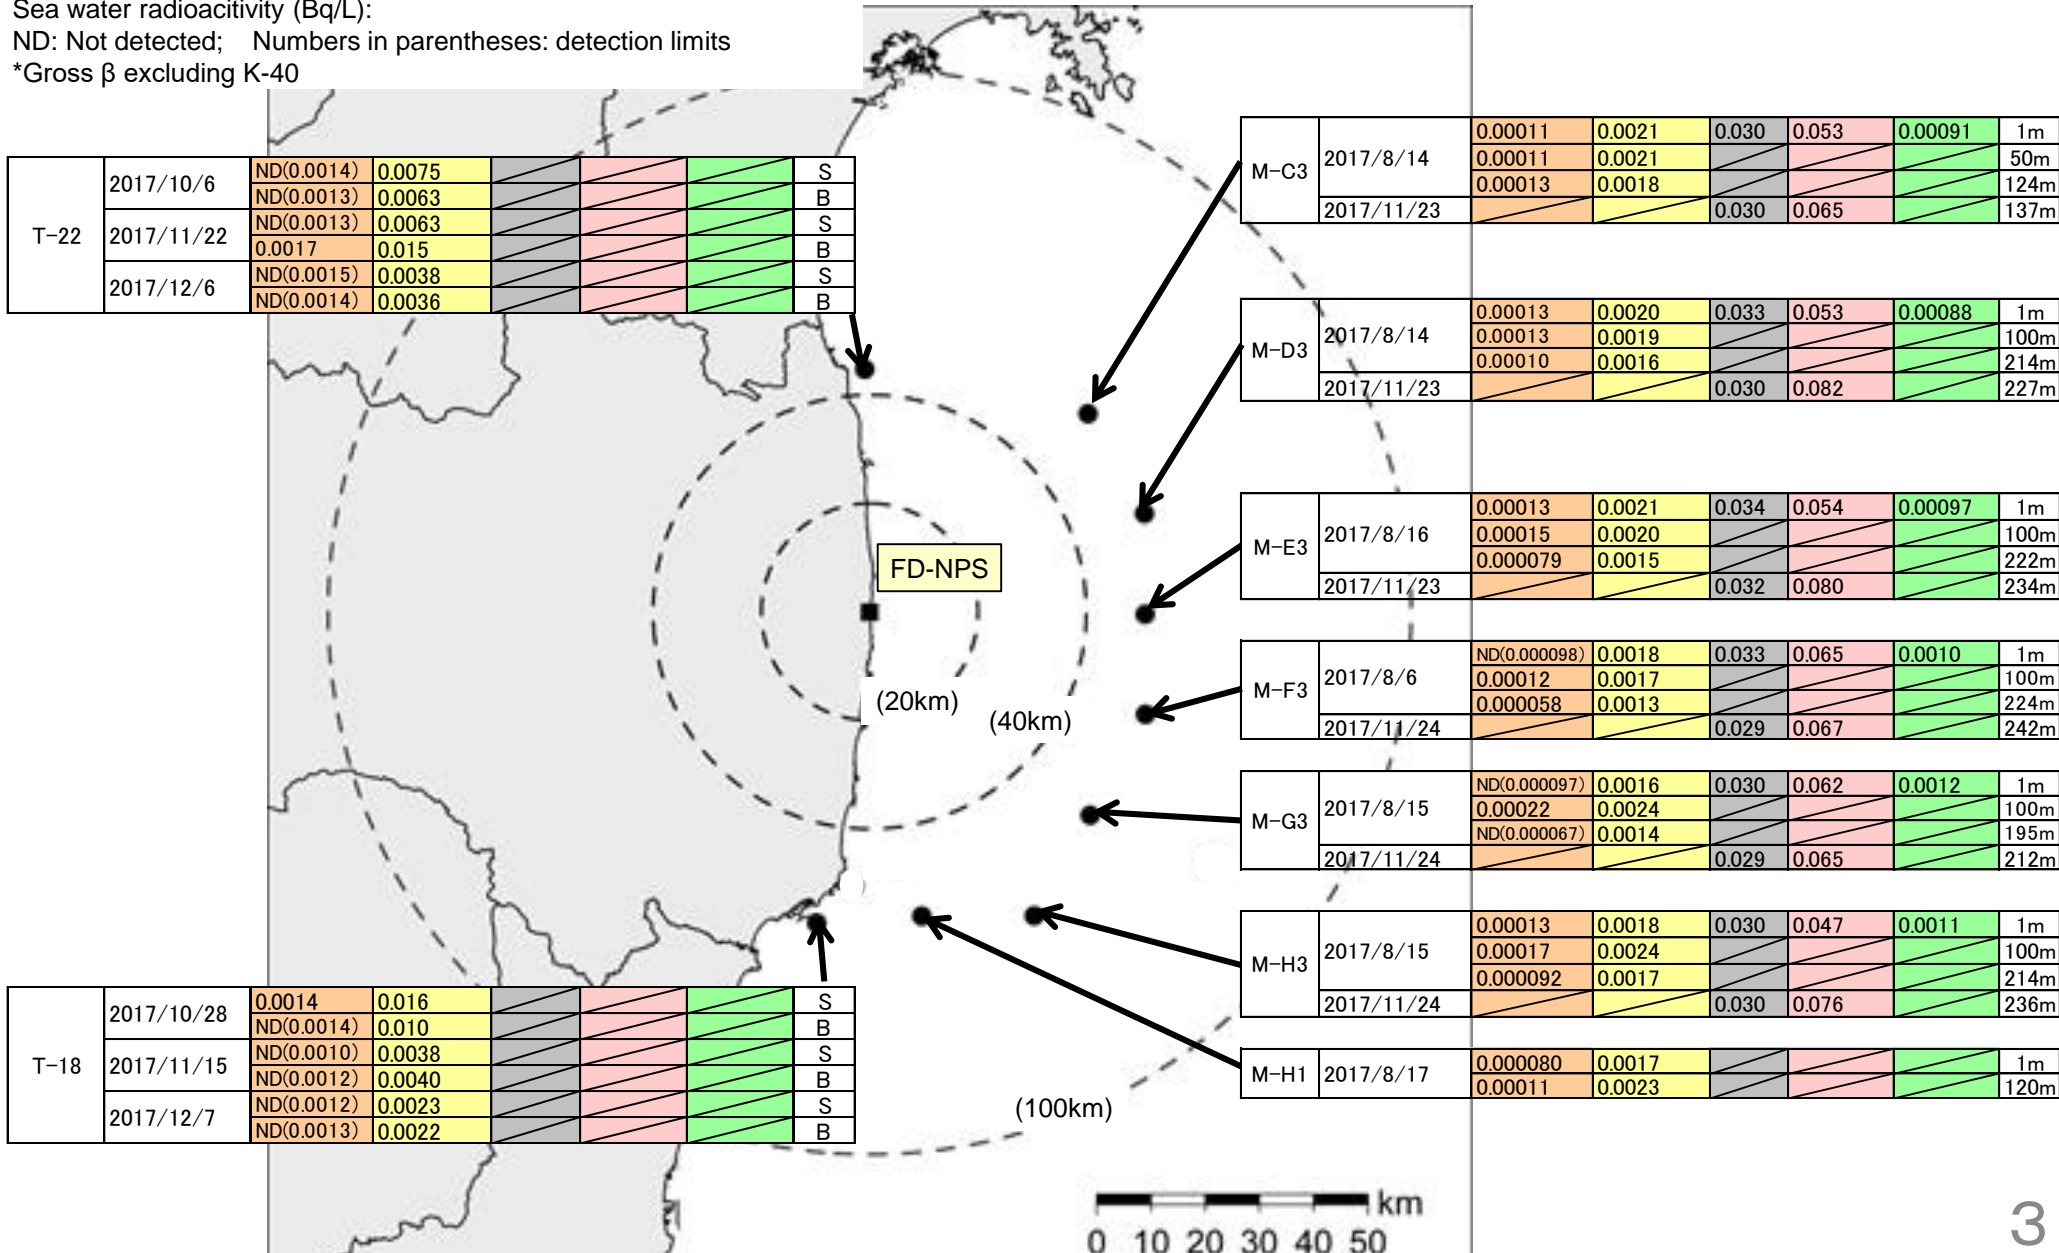 Sea water radioacitivity (Bq/L):
ND: Not detected; Numbers in parentheses: detection limits
*Gross β excluding K-40
T-22
2017/10/6 ND(0.0014) 0.0075 S
ND(0.0013) 0.0063 B
2017/11/22 ND(0.0013) 0.0063 S
0.0017 0.015 B
2017/12/6 ND(0.0015) 0.0038 S
ND(0.0014) 0.0036 B
M-C3
2017/8/14 0.00011 0.0021 0.030 0.053 0.00091 1m
0.00011 0.0021 50m
0.00013 0.0018 124m
2017/11/23 0.030 0.065 137m
M-D3
2017/8/14 0.00013 0.0020 0.033 0.053 0.00088 1m
0.00013 0.0019 100m
0.00010 0.0016 214m
2017/11/23 0.030 0.082 227m
M-E3
2017/8/16 0.00013 0.0021 0.034 0.054 0.00097 1m
0.00015 0.0020 100m
0.000079 0.0015 222m
2017/11/23 0.032 0.080 234m
FD-NPS
(20km)
(40km)
M-F3
2017/8/6 ND(0.000098) 0.0018 0.033 0.065 0.0010 1m
0.00012 0.0017 100m
0.000058 0.0013 224m
2017/11/24 0.029 0.067 242m
M-G3
2017/8/15 ND(0.000097) 0.0016 0.030 0.062 0.0012 1m
0.00022 0.0024 100m
ND(0.000067) 0.0014 195m
2017/11/24 0.029 0.065 212m
M-H3
2017/8/15 0.00013 0.0018 0.030 0.047 0.0011 1m
0.00017 0.0024 100m
0.000092 0.0017 214m
2017/11/24 0.030 0.076 236m
M-H1
2017/8/17 0.000080 0.0017 1m
0.00011 0.0023 120m
T-18
2017/10/28 0.0014 0.016 S
ND(0.0014) 0.010 B
2017/11/15 ND(0.0010) 0.0038 S
ND(0.0012) 0.0040 B
2017/12/7 ND(0.0012) 0.0023 S
ND(0.0013) 0.0022 B
(100km)
km
0 10 20 30 40 50
3